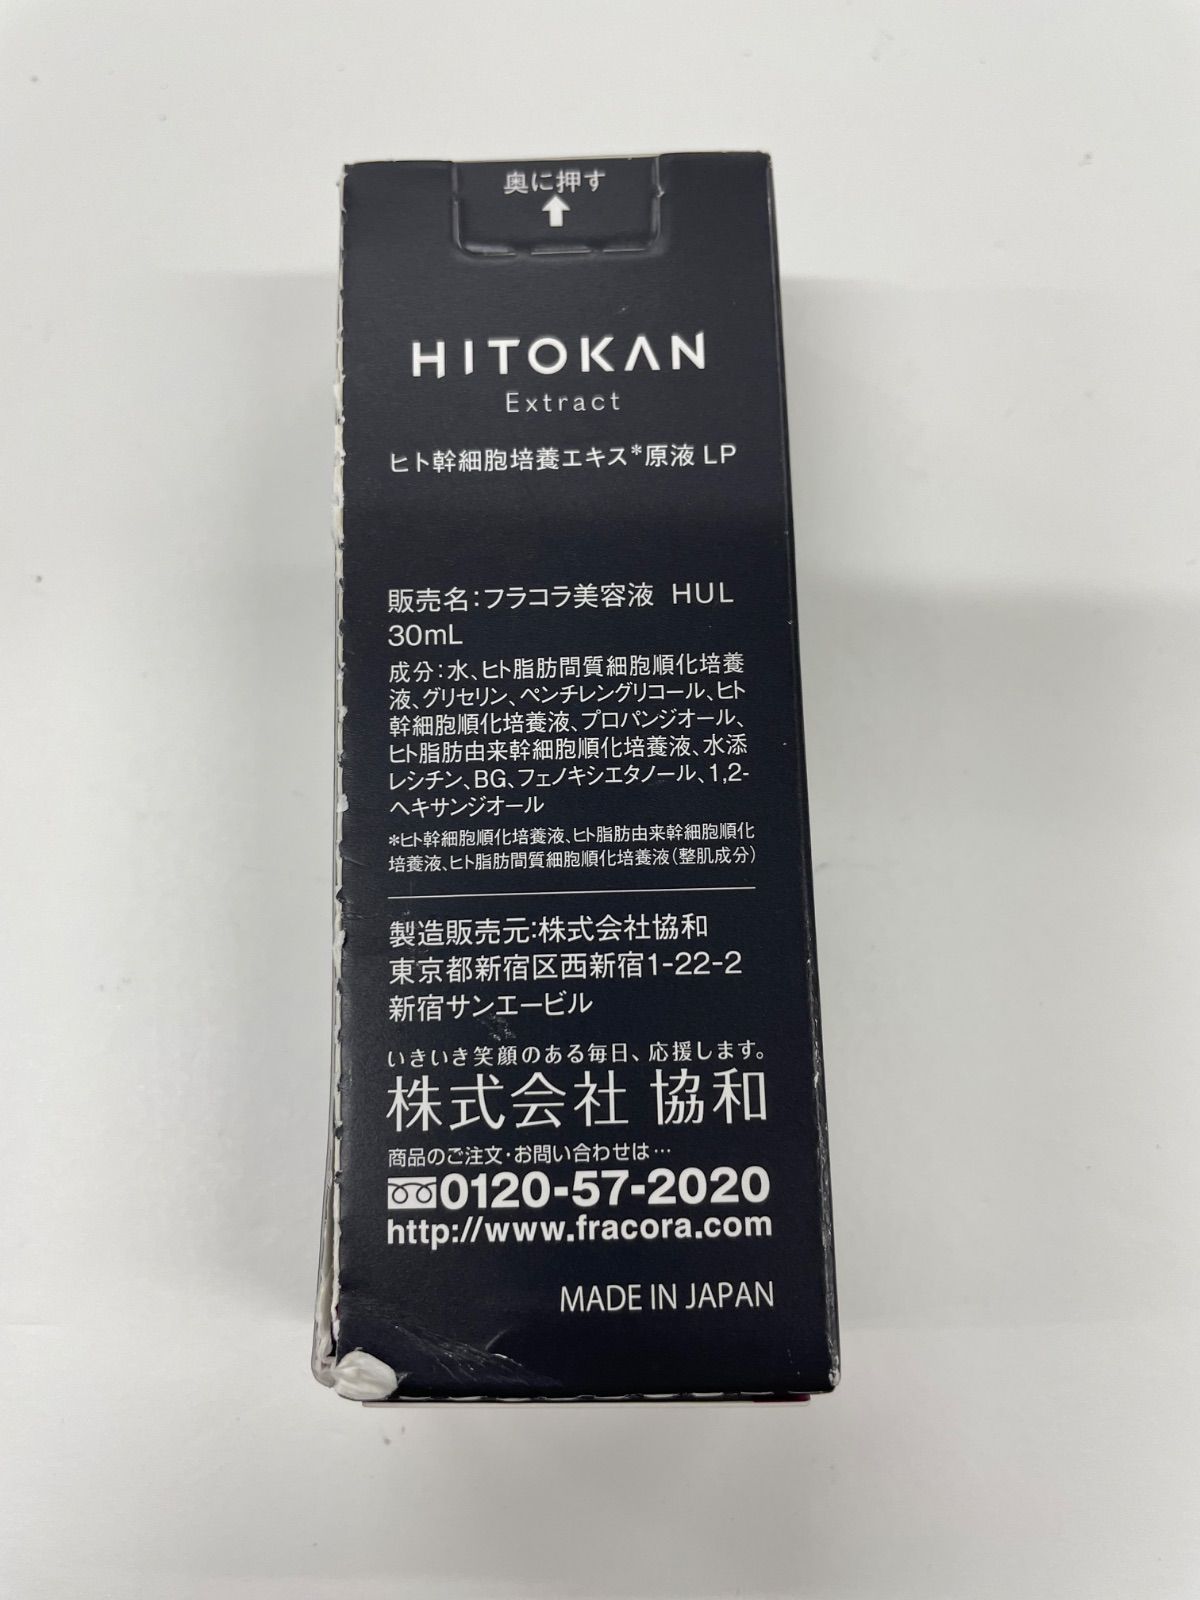 奥に押す
HITOKAN
Extract
ヒト幹細胞培養エキス*原液 LP
販売名：フラコラ美容液 HUL
30mL
成分：水、ヒト脂肪間質細胞順化培養
液、グリセリン、ペンチレングリコール、ヒト
幹細胞順化培養液、プロパンジオール、
ヒト脂肪由来幹細胞順化培養液、水添
レシチン、BG、フェノキシエタノール、1,2-
ヘキサンジオール
*ヒト幹細胞順化培養液、ヒト脂肪由来幹細胞順化
培養液、ヒト脂肪間質細胞順化培養液（整肌成分）
製造販売元：株式会社協和
東京都新宿区西新宿1-22-2
新宿サンエービル
いきいき笑顔のある毎日、応援します。
株式会社 協和
商品のご注文・お問い合わせは…
0120-57-2020
http://www.fracora.com
MADE IN JAPAN